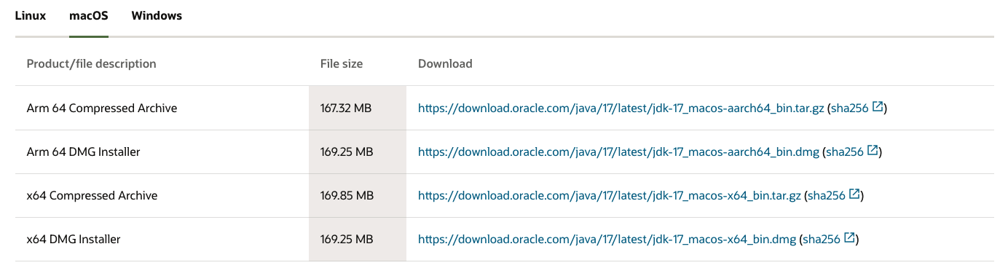 Linux macOS Windows
Product/file description File size Download
Arm 64 Compressed Archive 167.32 MB https://download.oracle.com/java/17/latest/jdk-17_macos-aarch64_bin.tar.gz (sha256)
Arm 64 DMG Installer 169.25 MB https://download.oracle.com/java/17/latest/jdk-17_macos-aarch64_bin.dmg (sha256)
x64 Compressed Archive 169.85 MB https://download.oracle.com/java/17/latest/jdk-17_macos-x64_bin.tar.gz (sha256)
x64 DMG Installer 169.25 MB https://download.oracle.com/java/17/latest/jdk-17_macos-x64_bin.dmg (sha256)